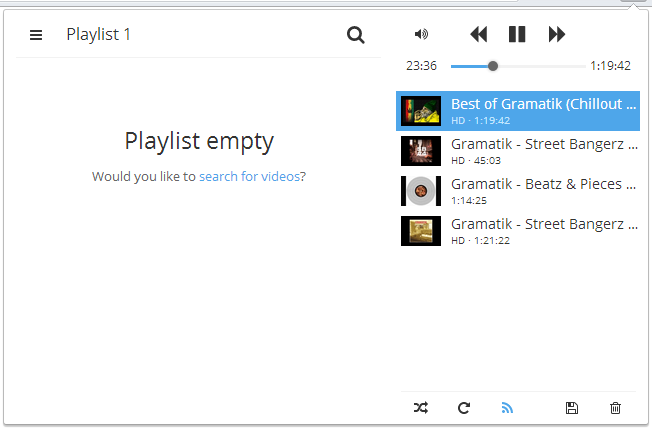 Playlist 1
Playlist empty
Would you like to search for videos?
23:36
1:19:42
Best of Gramatik (Chillout ...
HD · 1:19:42
Gramatik - Street Bangerz ...
HD · 45:03
Gramatik - Beatz & Pieces ...
1:14:25
Gramatik - Street Bangerz ...
HD · 1:21:22